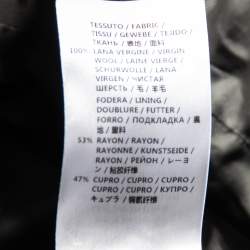 TESSUTO / FABRIC /
TISSU / GEWEBE / TEJIDO /
ТКАНЬ / 表地 / 面料
100% LANA VERGINE / VIRGIN
WOOL / LAINE VIERGE /
SCHURWOLLE / LANA
VIRGEN / ЧИСТАЯ
ШЕРСТЬ / 毛 / 羊毛
FODERA / LINING /
DOUBLURE / FUTTER /
FORRO / ПОДКЛАДКА / 裏
地 / 里料
53% RAYON / RAYON /
RAYONNE / KUNSTSEIDE /
RAYON / РЕЙОН / レーヨ
ン / 粘胶纤维
47% CUPRO / CUPRO / CUPRO
/ CUPRO / CUPRO / КУПРО /
キュプラ / 铜氨纤维